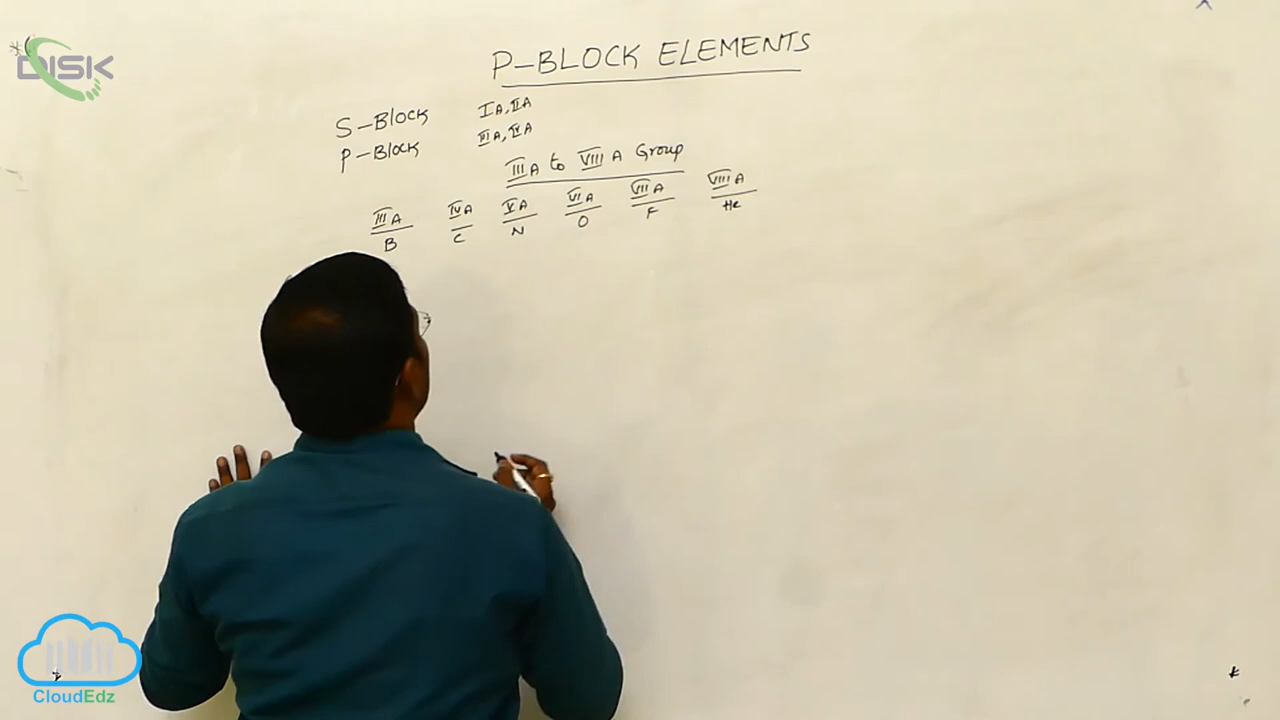 DISK
P-BLOCK ELEMENTS
S-BLOCK IA, IIA
P-BLOCK IIIA, IVA
IIIA to VIIIA Group
IIIA IVA VA VIA VIIA VIIIA
B C N O F He
CloudEdz